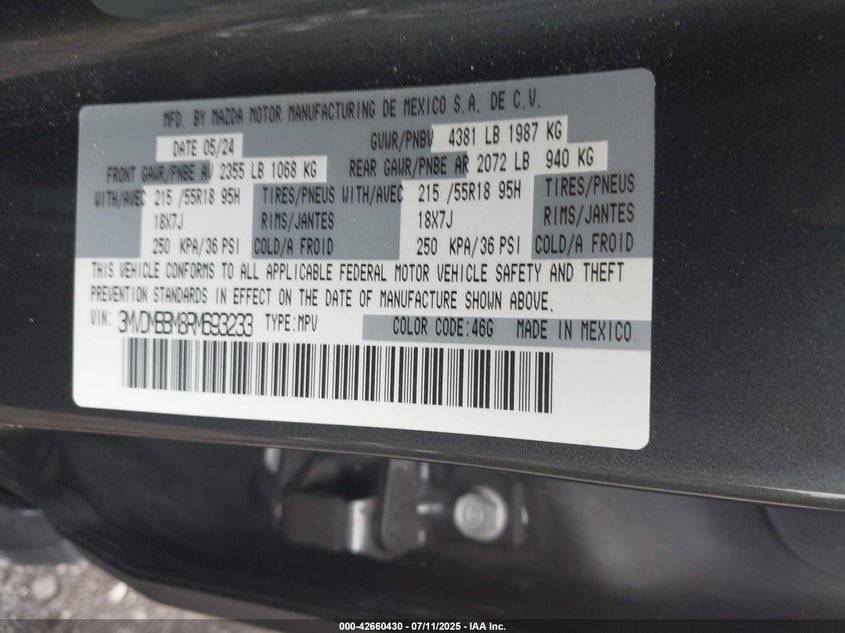 MFD. BY MAZDA MOTOR MANUFACTURING DE MEXICO S.A. DE C.V.
DATE 05/24 GVWR/PNBV 4381 LB 1987 KG
FRONT GAWR/PNBE AV 2355 LB 1068 KG REAR GAWR/PNBE AR 2072 LB 940 KG
WITH/AVEC 215 /55R18 95H TIRES/PNEUS WITH/AVEC 215 /55R18 95H TIRES/PNEUS
18X7J RIMS/JANTES 18X7J RIMS/JANTES
250 KPA/36 PSI COLD/A FROID 250 KPA/36 PSI COLD/A FROID
THIS VEHICLE CONFORMS TO ALL APPLICABLE FEDERAL MOTOR VEHICLE SAFETY AND THEFT
PREVENTION STANDARDS IN EFFECT ON THE DATE OF MANUFACTURE SHOWN ABOVE.
VIN: 3MVDMBBM8RM693233 TYPE:MPV COLOR CODE:46G MADE IN MEXICO
000-42660430 - 07/11/2025 - IAA Inc.